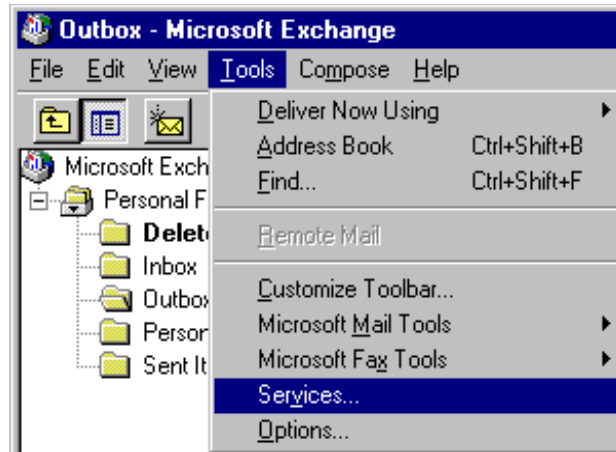 Outbox - Microsoft Exchange
File Edit View Tools Compose Help
Deliver Now Using
Address Book Ctrl+Shift+B
Find... Ctrl+Shift+F
Remote Mail
Customize Toolbar...
Microsoft Mail Tools
Microsoft Fax Tools
Services...
Options...
Microsoft Exch
Personal F
Delet
Inbox
Outbox
Person
Sent It